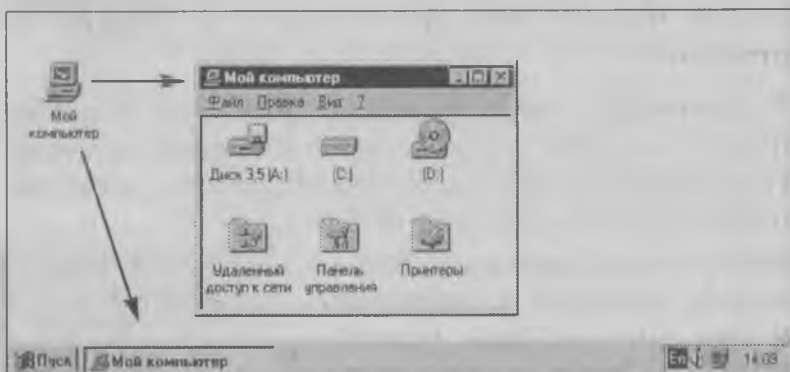 Мой
компьютер
Мой компьютер
Файл Правка Вид ?
Диск 3,5 (A:)
(C:)
(D:)
Удаленный
доступ к сети
Панель
управления
Принтеры
Пуск
Мой компьютер
En
14:03